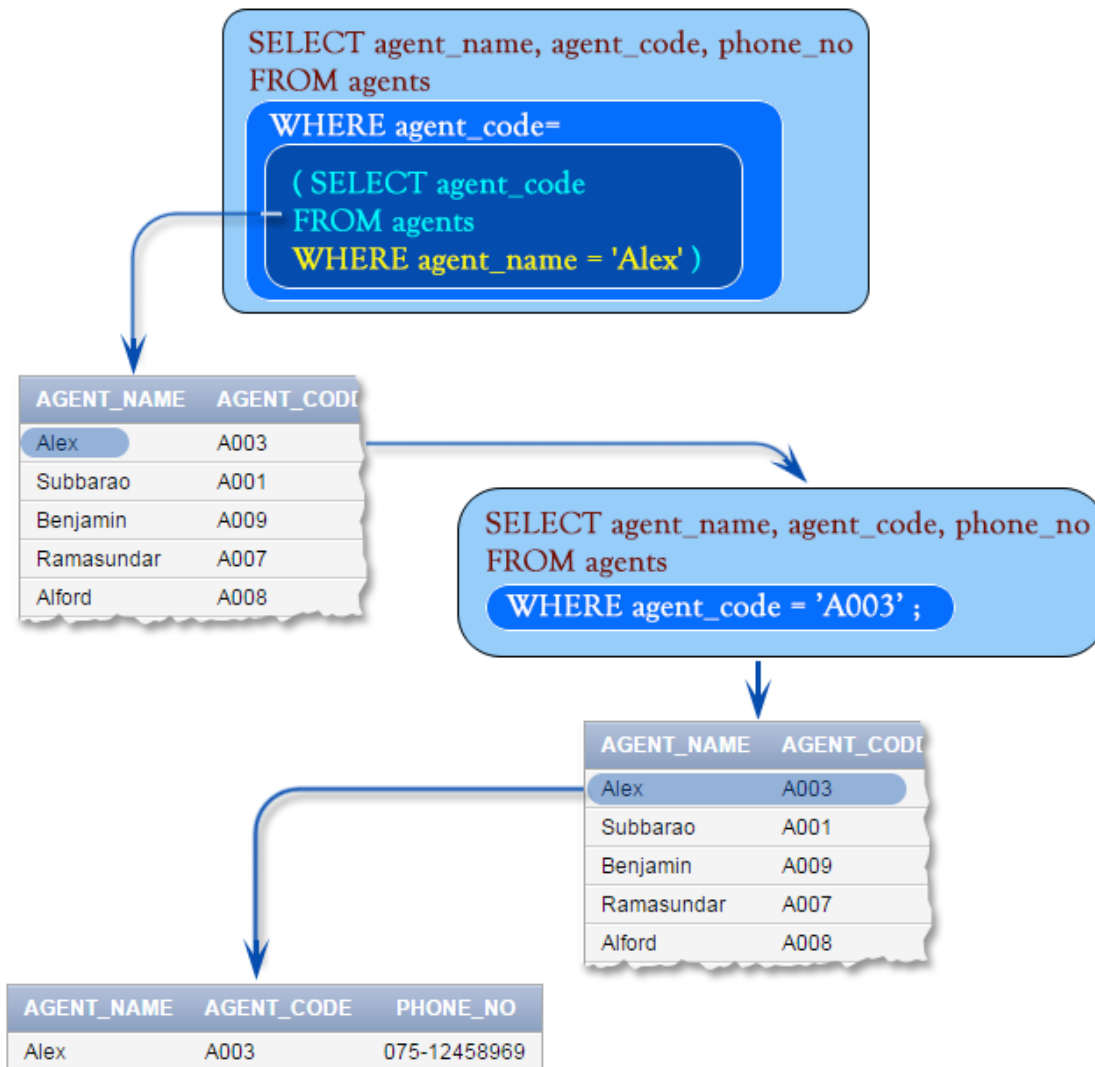 SELECT agent_name, agent_code, phone_no
FROM agents
WHERE agent_code=
( SELECT agent_code
FROM agents
WHERE agent_name = 'Alex' )
AGENT_NAME AGENT_COD
Alex A003
Subbarao A001
Benjamin A009
Ramasundar A007
Alford A008
SELECT agent_name, agent_code, phone_no
FROM agents
WHERE agent_code = ’A003’ ;
AGENT_NAME AGENT_COD
Alex A003
Subbarao A001
Benjamin A009
Ramasundar A007
Alford A008
AGENT_NAME AGENT_CODE PHONE_NO
Alex A003 075-12458969